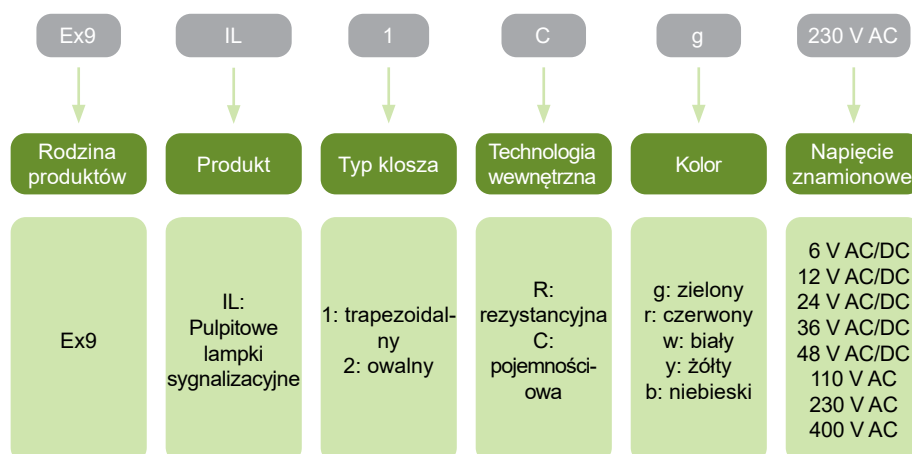 Ex9
IL
1
C
g
230 V AC
Rodzina
produktów
Produkt
Typ klosza
Technologia
wewnętrzna
Kolor
Napięcie
znamionowe
Ex9
IL:
Pulpitowe
lampki
sygnalizacyjne
1: trapezoidal-
ny
2: owalny
R:
rezystancyjna
C:
pojemności-
owa
g: zielony
r: czerwony
w: biały
y: żółty
b: niebieski
6 V AC/DC
12 V AC/DC
24 V AC/DC
36 V AC/DC
48 V AC/DC
110 V AC
230 V AC
400 V AC